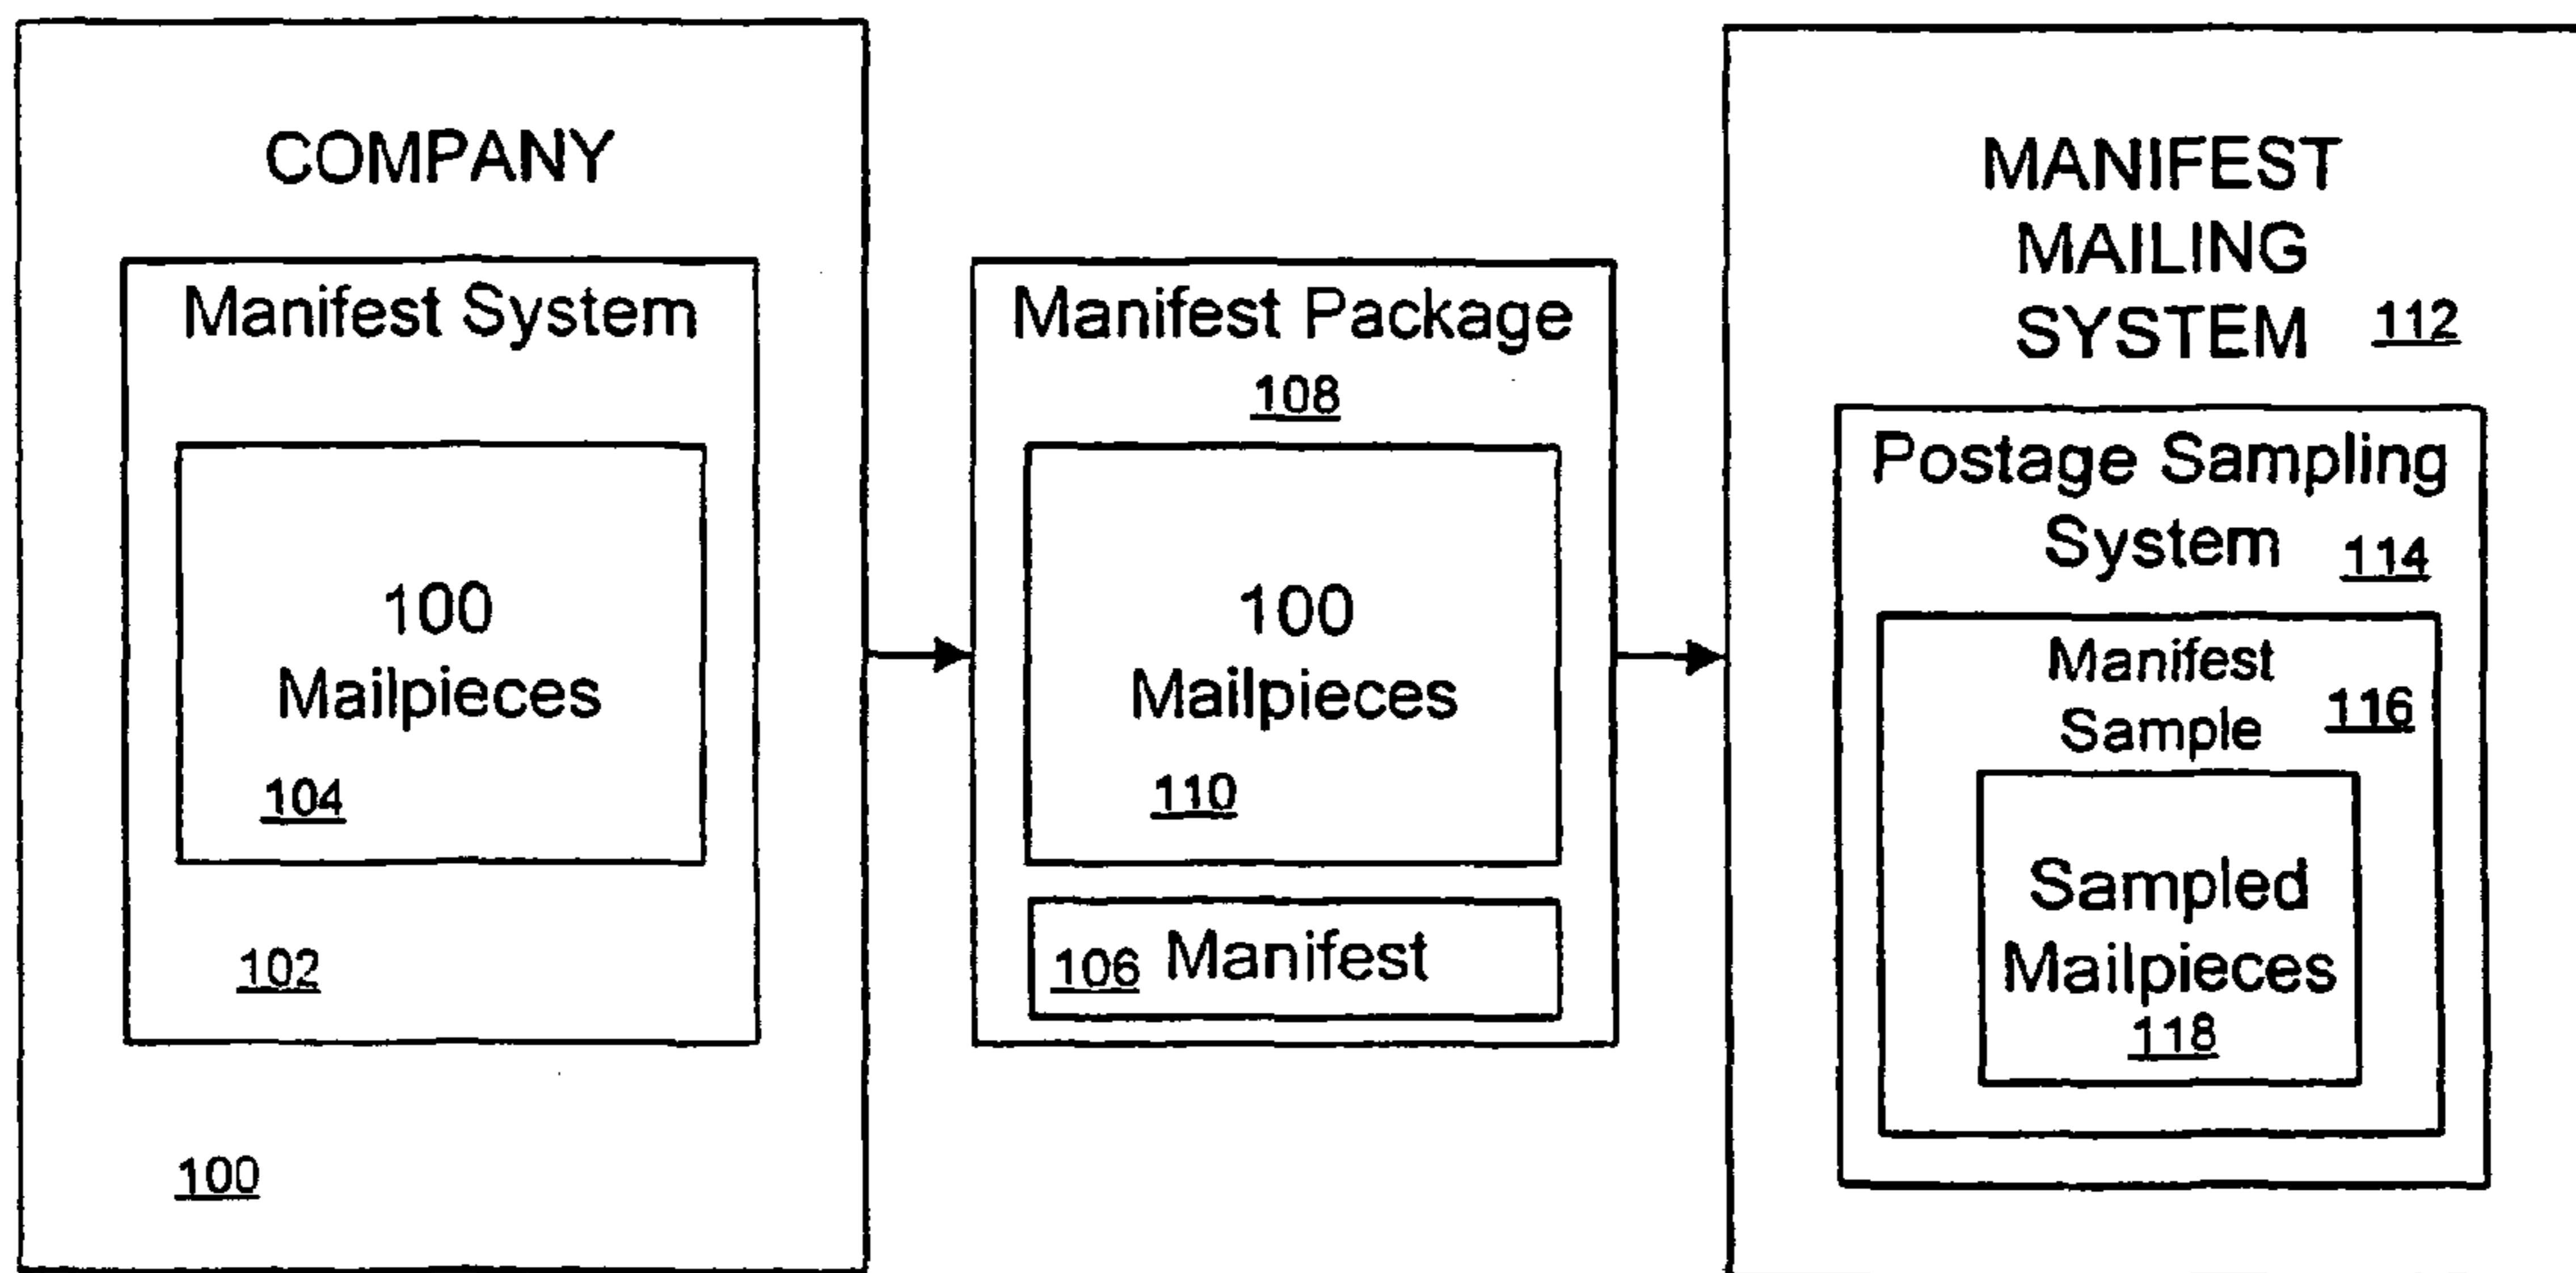 COMPANY
Manifest System
100
Mailpieces
104
102
100
Manifest Package
108
100
Mailpieces
110
106 Manifest
MANIFEST
MAILING
SYSTEM 112
Postage Sampling
System 114
Manifest
Sample 116
Sampled
Mailpieces
118